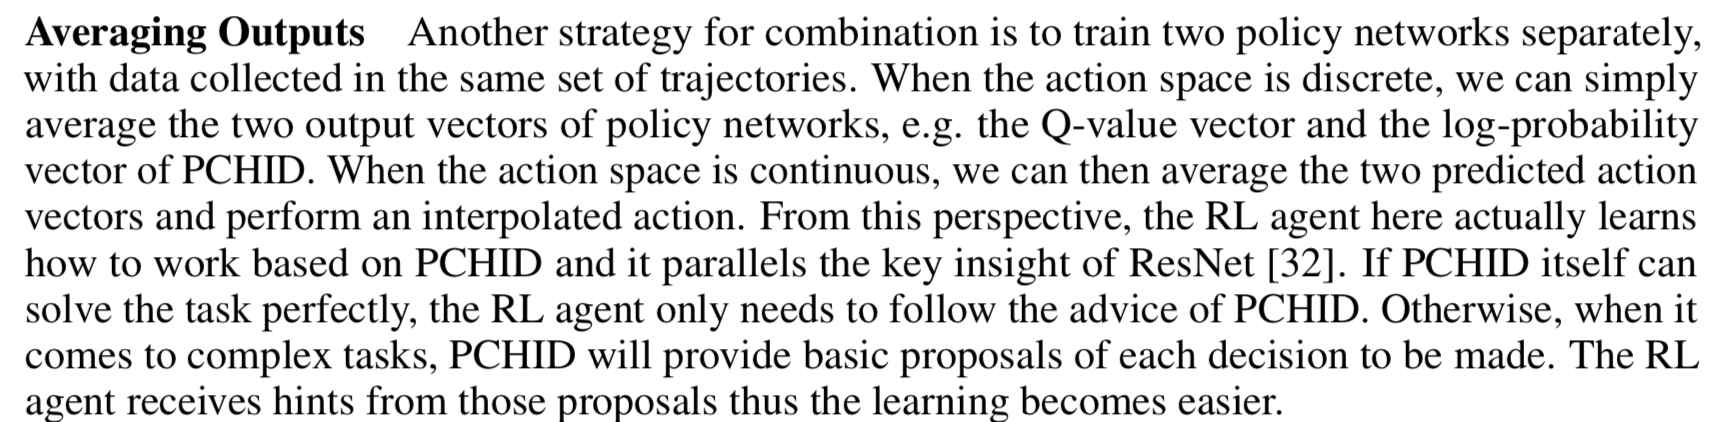 Averaging Outputs Another strategy for combination is to train two policy networks separately,
with data collected in the same set of trajectories. When the action space is discrete, we can simply
average the two output vectors of policy networks, e.g. the Q-value vector and the log-probability
vector of PCHID. When the action space is continuous, we can then average the two predicted action
vectors and perform an interpolated action. From this perspective, the RL agent here actually learns
how to work based on PCHID and it parallels the key insight of ResNet [32]. If PCHID itself can
solve the task perfectly, the RL agent only needs to follow the advice of PCHID. Otherwise, when it
comes to complex tasks, PCHID will provide basic proposals of each decision to be made. The RL
agent receives hints from those proposals thus the learning becomes easier.